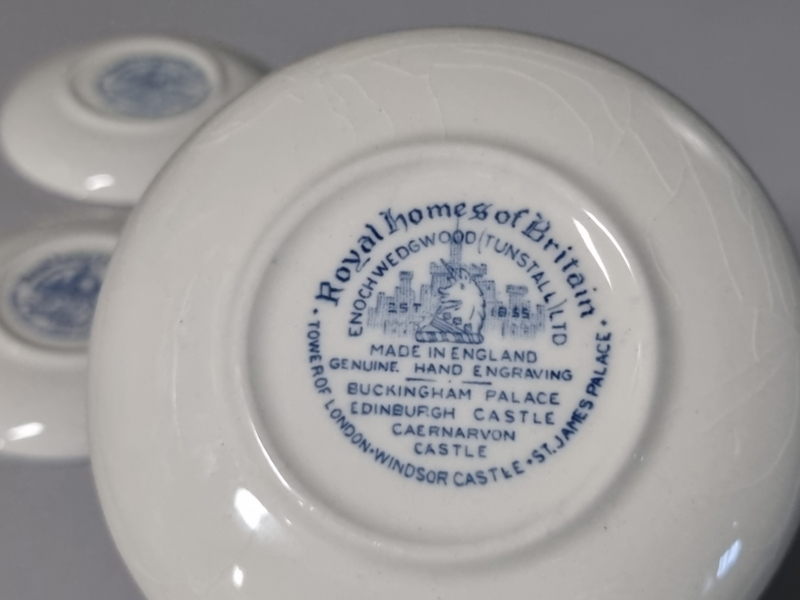 Royal Homes of Britain
ENOCH WEDGWOOD (TUNSTALL) LTD
EST 1835
MADE IN ENGLAND
GENUINE HAND ENGRAVING
BUCKINGHAM PALACE
EDINBURGH CASTLE
CAERNARVON
CASTLE
TOWER OF LONDON • WINDSOR CASTLE • ST. JAMES PALACE